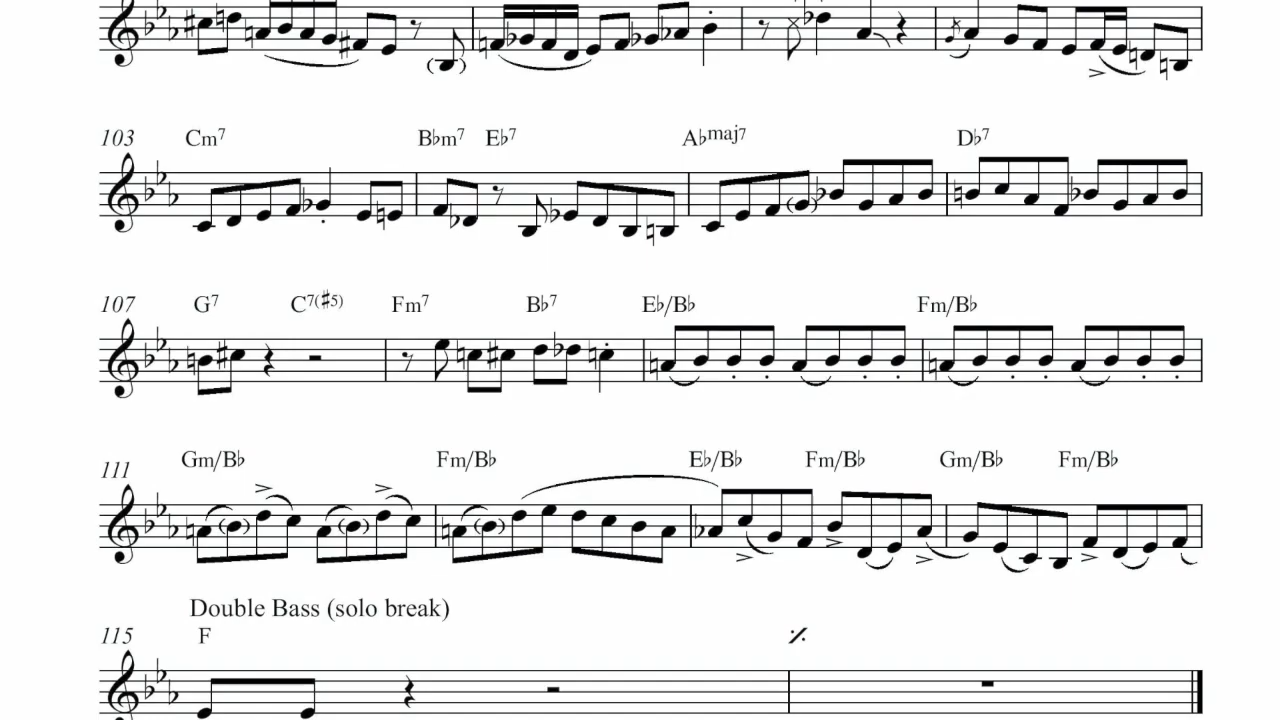 103 Cm7 B♭m7 E♭7 A♭maj7 D♭7
107 G7 C7(♯5) Fm7 B♭7 E♭/B♭ Fm/B♭
111 Gm/B♭ Fm/B♭ E♭/B♭ Fm/B♭ Gm/B♭ Fm/B♭
Double Bass (solo break)
115 F